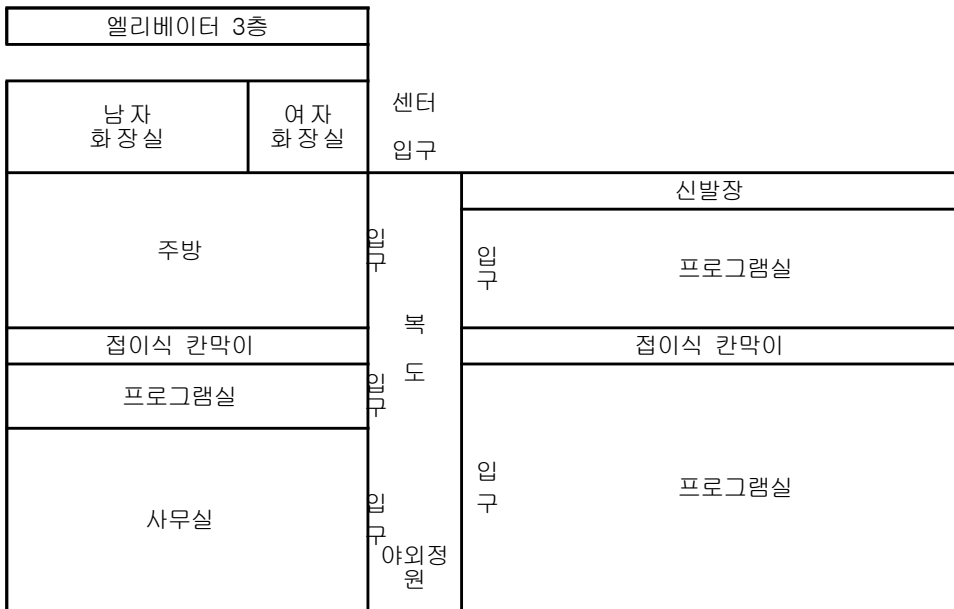 엘리베이터 3층
남자
화장실
여자
화장실
센터
입구
신발장
주방
입
구
입
구
프로그램실
복
도
접이식 칸막이
접이식 칸막이
프로그램실
입
구
사무실
입
구
입
구
프로그램실
야외정
원